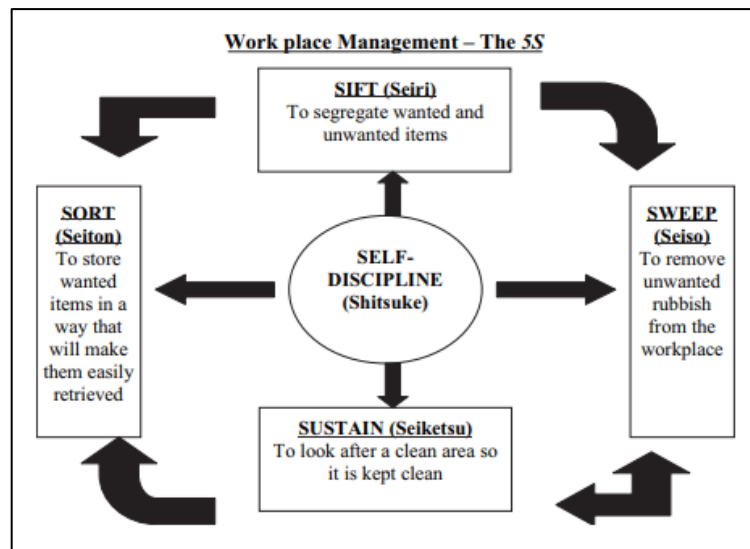 Work place Management – The 5S
SIFT (Seiri)
To segregate wanted and
unwanted items
SORT
(Seiton)
To store
wanted
items in a
way that
will make
them easily
retrieved
SELF-
DISCIPLINE
(Shitsuke)
SWEEP
(Seiso)
To remove
unwanted
rubbish
from the
workplace
SUSTAIN (Seiketsu)
To look after a clean area so
it is kept clean